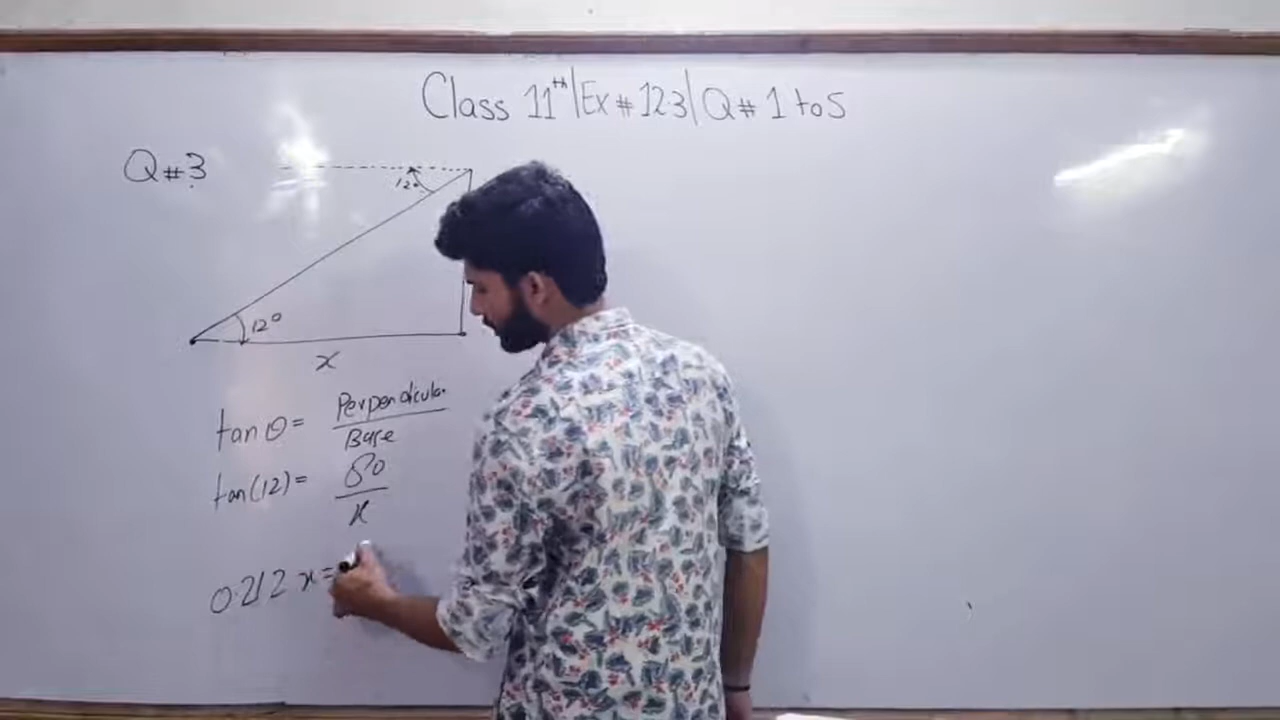 Class 11th | Ex # 12.3 | Q # 1 to 5
Q#3
12°
12°
x
tan θ = Perpendicular
Base
tan(12) = 80
x
0.212 x =